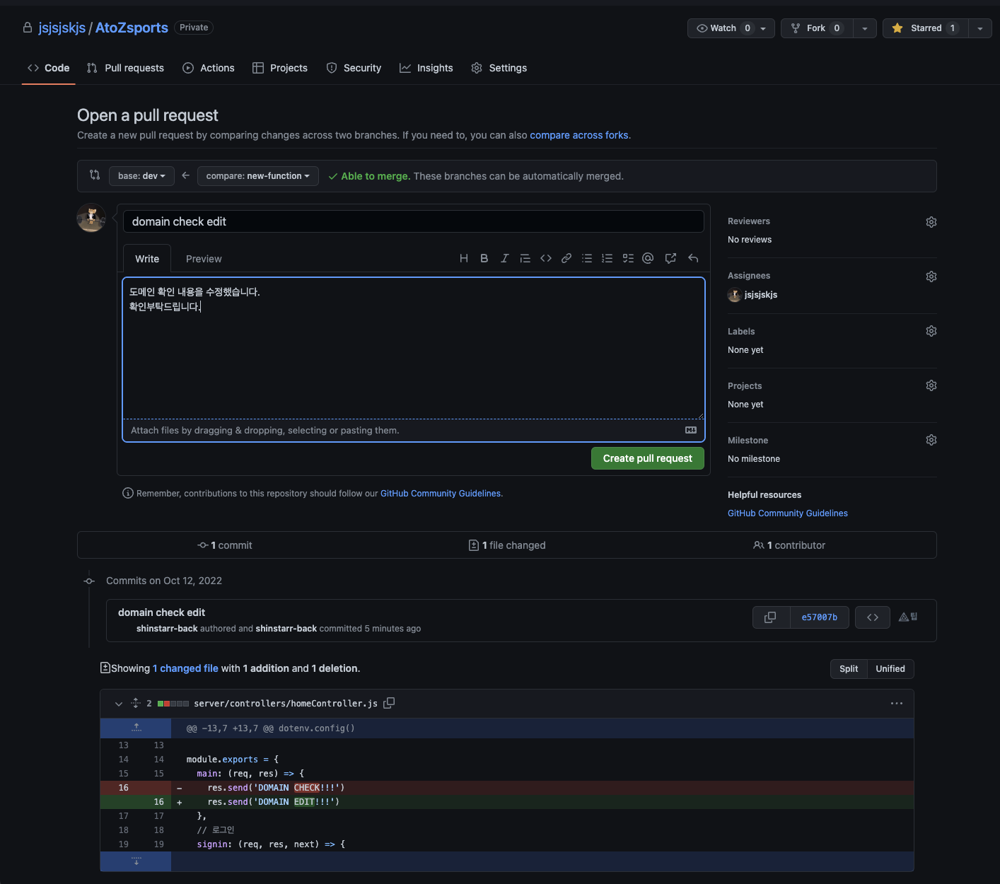 jsjsjskjs / AtoZsports Private
Watch 0 Fork 0 Starred 1
Code Pull requests Actions Projects Security Insights Settings
Open a pull request
Create a new pull request by comparing changes across two branches. If you need to, you can also compare across forks.
base: dev compare: new-function Able to merge. These branches can be automatically merged.
domain check edit
Write Preview
도메인 확인 내용을 수정했습니다.
확인부탁드립니다.
Attach files by dragging & dropping, selecting or pasting them.
Create pull request
Remember, contributions to this repository should follow our GitHub Community Guidelines.
Reviewers
No reviews
Assignees
jsjsjskjs
Labels
None yet
Projects
None yet
Milestone
No milestone
Helpful resources
GitHub Community Guidelines
1 commit 1 file changed 1 contributor
Commits on Oct 12, 2022
domain check edit
shinstarr-back authored and shinstarr-back committed 5 minutes ago
e57007b
팁
Showing 1 changed file with 1 addition and 1 deletion.
Split Unified
2 server/controllers/homeController.js
@@ -13,7 +13,7 @@ dotenv.config()
13 13
14 14 module.exports = {
15 15 main: (req, res) => {
16 - res.send('DOMAIN CHECK!!!')
16 + res.send('DOMAIN EDIT!!!')
17 17 },
18 18 // 로그인
19 19 signin: (req, res, next) => {